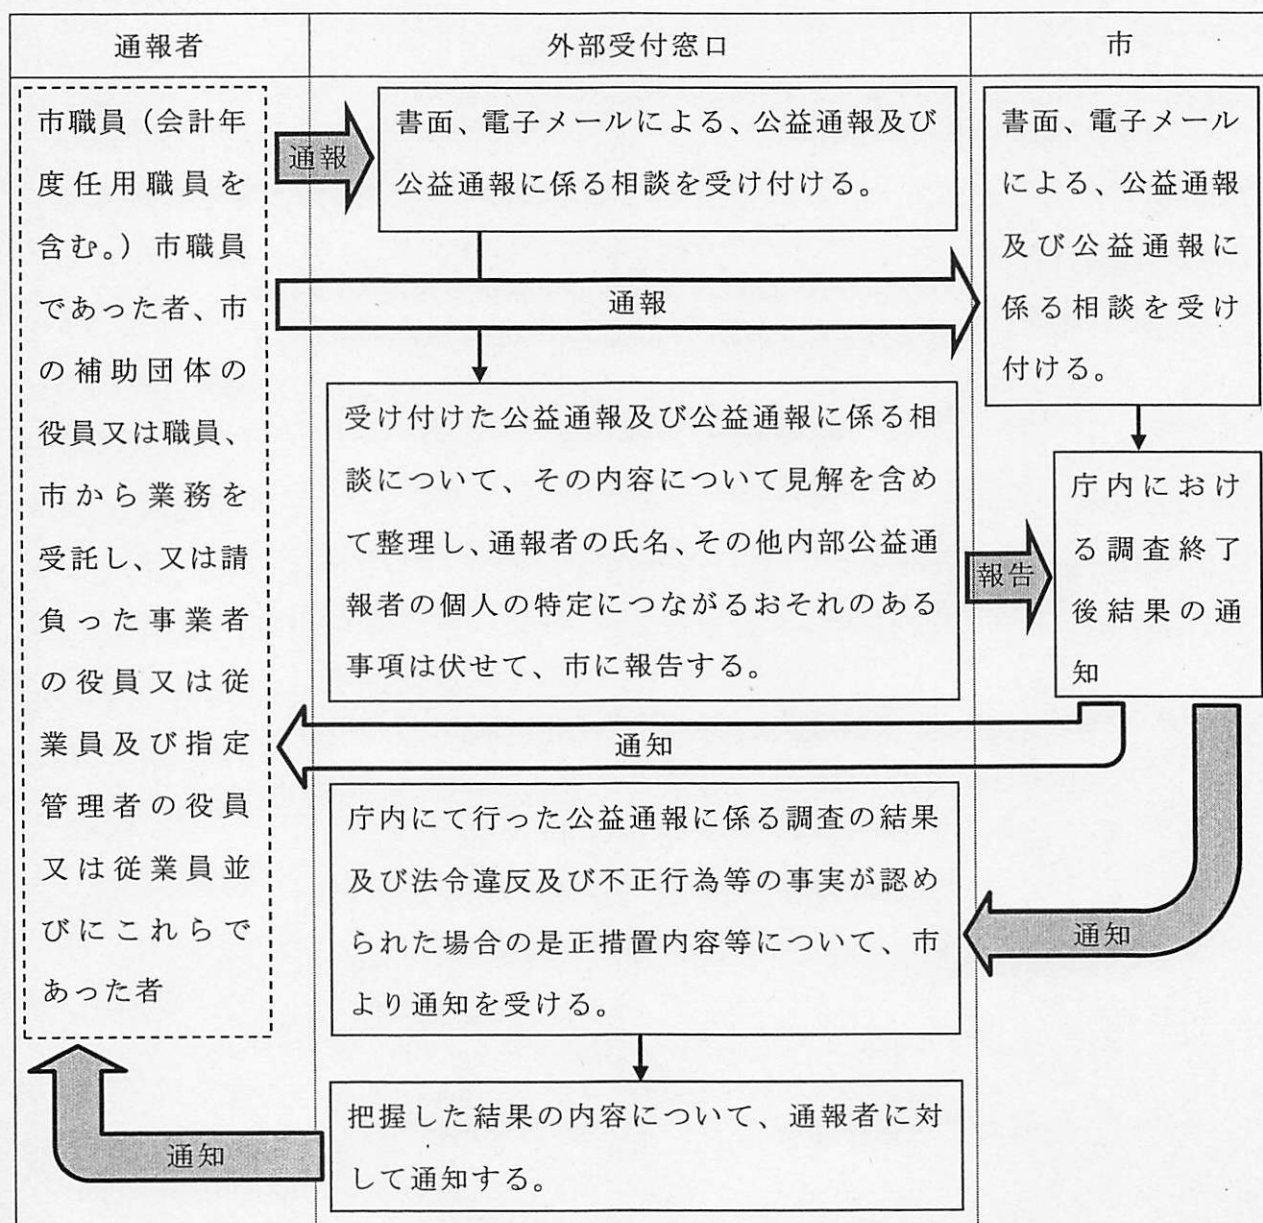 通報者
外部受付窓口
市
市職員（会計年
度任用職員を
含む。）市職員
であった者、市
の補助団体の
役員又は職員、
市から業務を
受託し、又は請
負った事業者
の役員又は従
業員及び指定
管理者の役員
又は従業員並
びにこれらで
あった者
通報
書面、電子メールによる、公益通報及び
公益通報に係る相談を受け付ける。
書面、電子メール
による、公益通報
及び公益通報に
係る相談を受け
付ける。
通報
受け付けた公益通報及び公益通報に係る相
談について、その内容について見解を含め
て整理し、通報者の氏名、その他内部公益通
報者の個人の特定につながるおそれのある
事項は伏せて、市に報告する。
報告
庁内におけ
る調査終了
後結果の通
知
通知
庁内にて行った公益通報に係る調査の結果
及び法令違反及び不正行為等の事実が認め
られた場合の是正措置内容等について、市
より通知を受ける。
通知
把握した結果の内容について、通報者に対
して通知する。
通知